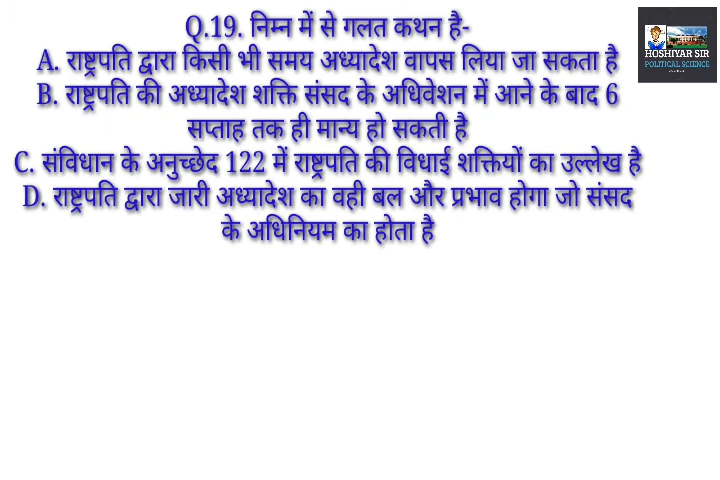 Q.19. निम्न में से गलत कथन है-
A. राष्ट्रपति द्वारा किसी भी समय अध्यादेश वापस लिया जा सकता है
B. राष्ट्रपति की अध्यादेश शक्ति संसद के अधिवेशन में आने के बाद 6
सप्ताह तक ही मान्य हो सकती है
C. संविधान के अनुच्छेद 122 में राष्ट्रपति की विधाई शक्तियों का उल्लेख है
D. राष्ट्रपति द्वारा जारी अध्यादेश का वही बल और प्रभाव होगा जो संसद
के अधिनियम का होता है
HOSHIYAR SIR
POLITICAL SCIENCE